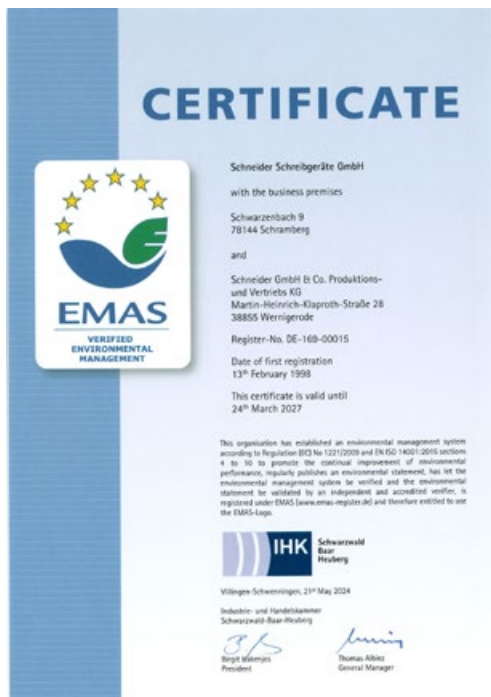 CERTIFICATE
Schneider Schreibgeräte GmbH
with the business premises
Schwarzenbach 9
78144 Schramberg
and
Schneider GmbH & Co. Produktions-
und Vertriebs KG
Martin-Heinrich-Klaproth-Straße 28
38855 Wernigerode
Register-No. DE-169-00015
Date of first registration
13th February 1998
This certificate is valid until
24th March 2027
EMAS
VERIFIED
ENVIRONMENTAL
MANAGEMENT
This organisation has established an environmental management system
according to Regulation (EC) No 1221/2009 and EN ISO 14001:2015 sections
4 to 10 to promote the continual improvement of environmental
performance, regularly publishes an environmental statement, has let the
environmental management system be verified and the environmental
statement be validated by an independent and accredited verifier, is
registered under EMAS (www.emas-register.de) and therefore entitled to use
the EMAS-Logo.
IHK
Schwarzwald
Baar
Heuberg
Villingen-Schwenningen, 21st May 2024
Industrie- und Handelskammer
Schwarzwald-Baar-Heuberg
Birgit Hakenjos
President
Thomas Albiez
General Manager